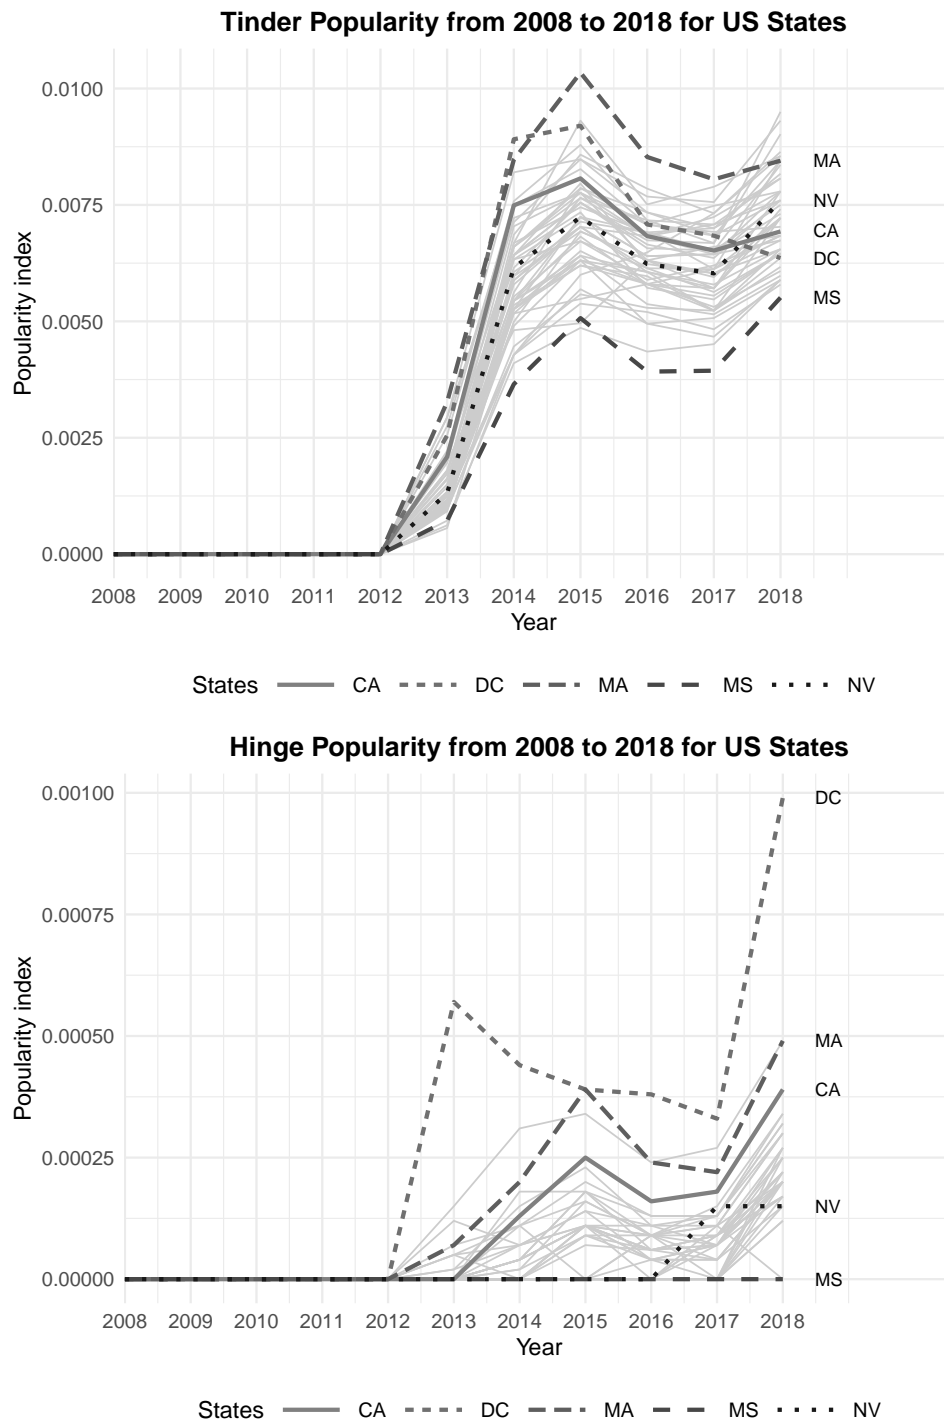 Tinder Popularity from 2008 to 2018 for US States
0.0100
0.0075
0.0050
0.0025
0.0000
Popularity index
MA
NV
CA
DC
MS
2008 2009 2010 2011 2012 2013 2014 2015 2016 2017 2018
Year
States CA DC MA MS NV
Hinge Popularity from 2008 to 2018 for US States
0.00100
0.00075
0.00050
0.00025
0.00000
Popularity index
DC
MA
CA
NV
MS
2008 2009 2010 2011 2012 2013 2014 2015 2016 2017 2018
Year
States CA DC MA MS NV